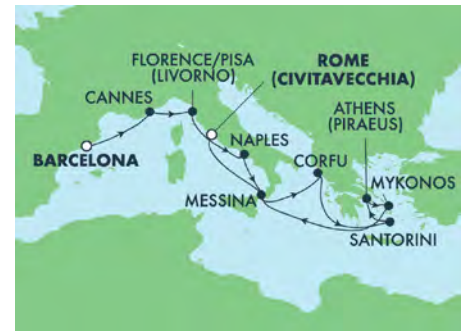 FLORENCE/PISA
(LIVORNO)
ROME
(CIVITAVECCHIA)
CANNES
ATHENS
(PIRAEUS)
NAPLES
BARCELONA
CORFU
MYKONOS
MESSINA
SANTORINI